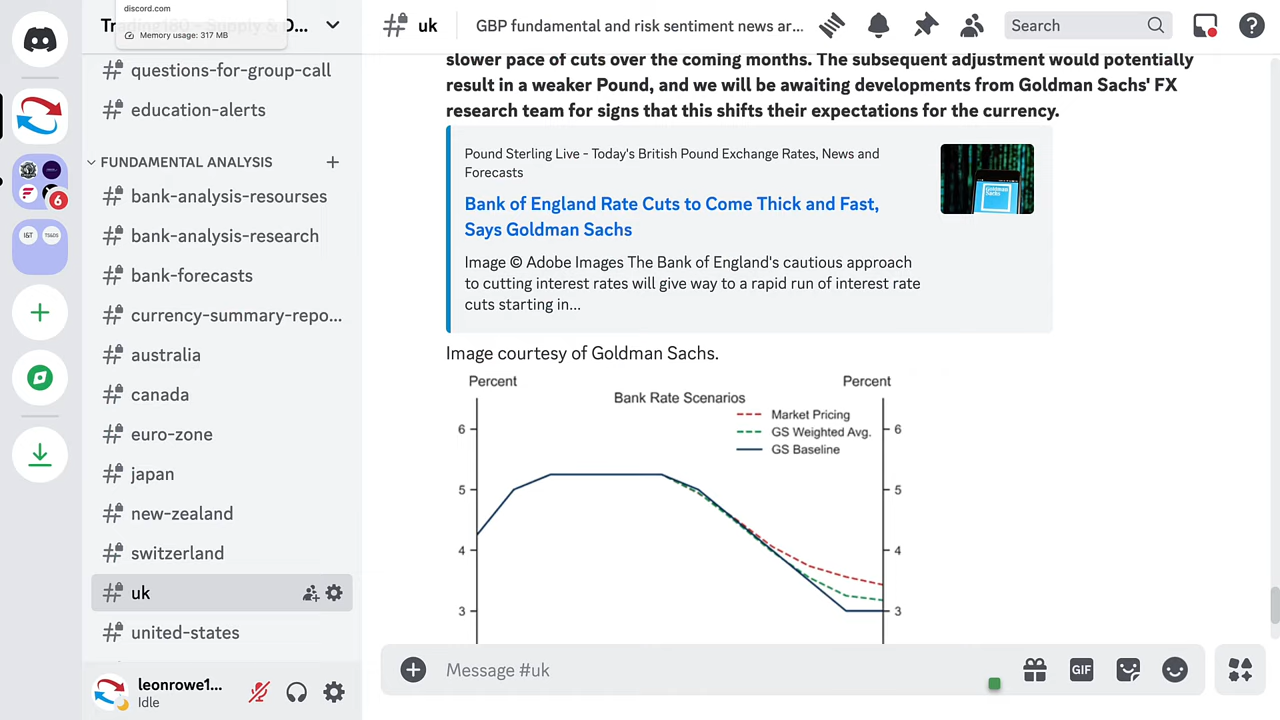 discord.com
Memory usage: 317 MB
questions-for-group-call
education-alerts
FUNDAMENTAL ANALYSIS
bank-analysis-resourses
bank-analysis-research
bank-forecasts
currency-summary-repo...
australia
canada
euro-zone
japan
new-zealand
switzerland
uk
united-states
leonrowe1...
Idle
6
uk
GBP fundamental and risk sentiment news ar...
Search
slower pace of cuts over the coming months. The subsequent adjustment would potentially
result in a weaker Pound, and we will be awaiting developments from Goldman Sachs' FX
research team for signs that this shifts their expectations for the currency.
Pound Sterling Live - Today's British Pound Exchange Rates, News and
Forecasts
Bank of England Rate Cuts to Come Thick and Fast,
Says Goldman Sachs
Image © Adobe Images The Bank of England's cautious approach
to cutting interest rates will give way to a rapid run of interest rate
cuts starting in...
Goldman
Sachs
Image courtesy of Goldman Sachs.
Percent
Percent
Bank Rate Scenarios
Market Pricing
GS Weighted Avg.
GS Baseline
6
6
5
5
4
4
3
3
Message #uk
GIF